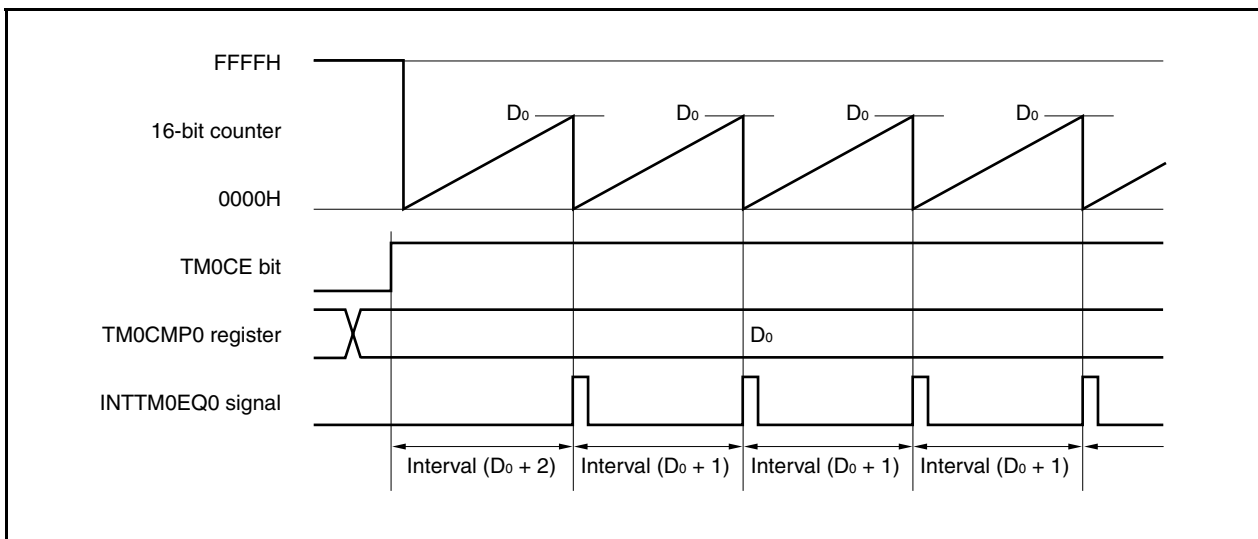 FFFFH
16-bit counter
0000H
D0 D0 D0 D0
TM0CE bit
TM0CMP0 register
D0
INTTM0EQ0 signal
Interval (D0 + 2) Interval (D0 + 1) Interval (D0 + 1) Interval (D0 + 1)